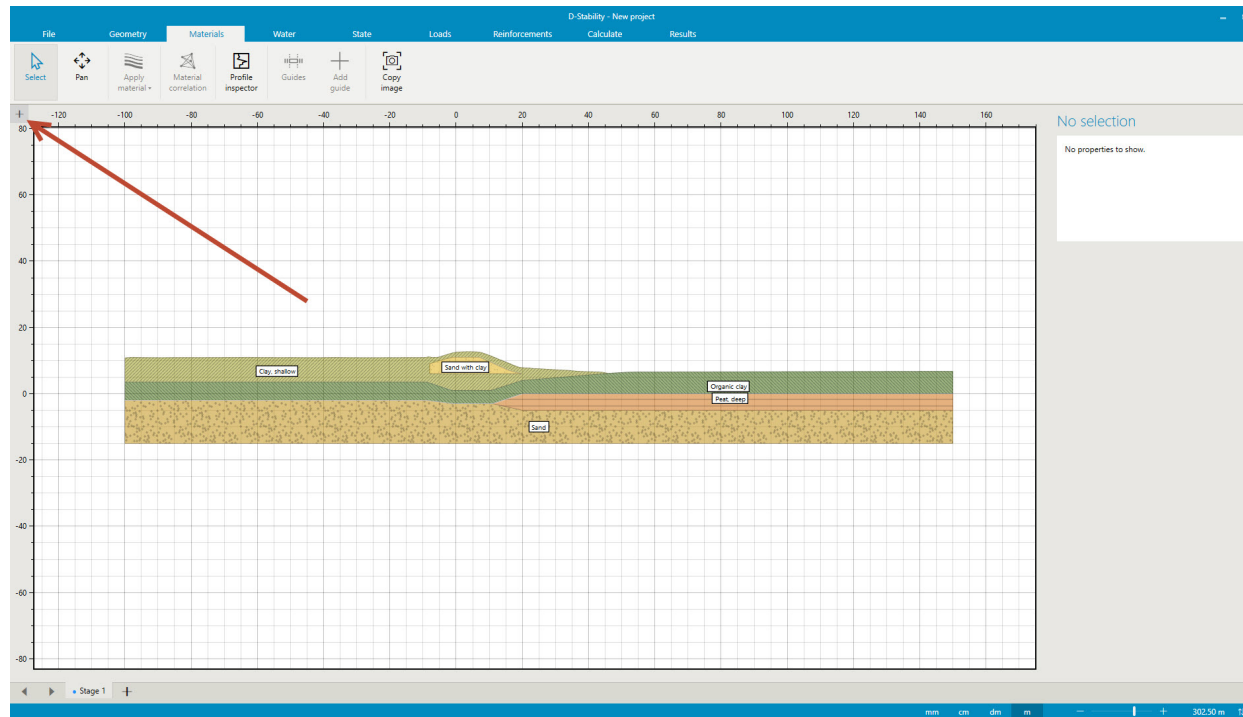 D-Stability - New project
File Geometry Materials Water State Loads Reinforcements Calculate Results
Select Pan Apply material Material correlation Profile inspector Guides Add guide Copy image
-120 -100 -80 -60 -40 -20 0 20 40 60 80 100 120 140 160
No selection
No properties to show.
80
60
40
20
0
-20
-40
-60
-80
Clay, shallow
Sand with clay
Organic clay
Peat, deep
Sand
Stage 1
mm cm dm m 302.50 m